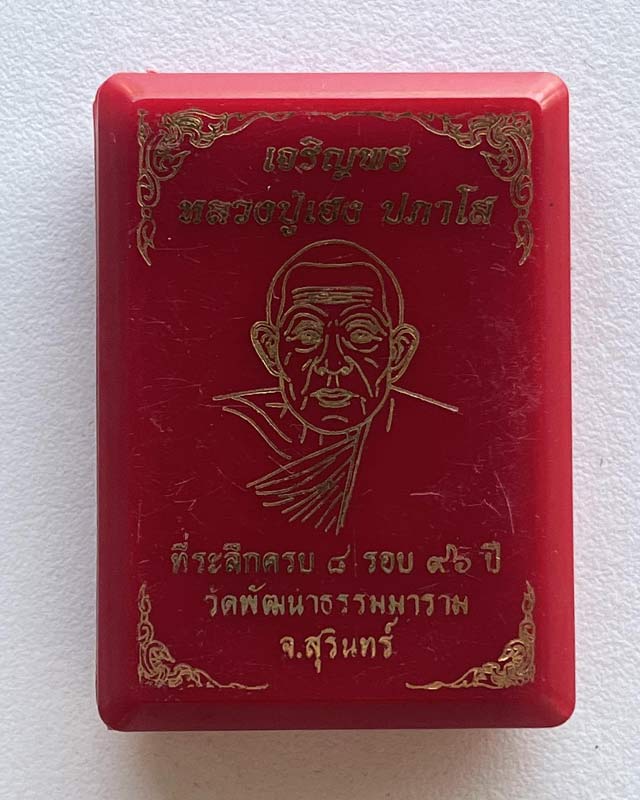 เจริญพร
หลวงปู่เฮง ปภาโส
ที่ระลึกครบ ๘ รอบ ๙๖ ปี
วัดพัฒนาธรรมมาราม
จ.สุรินทร์